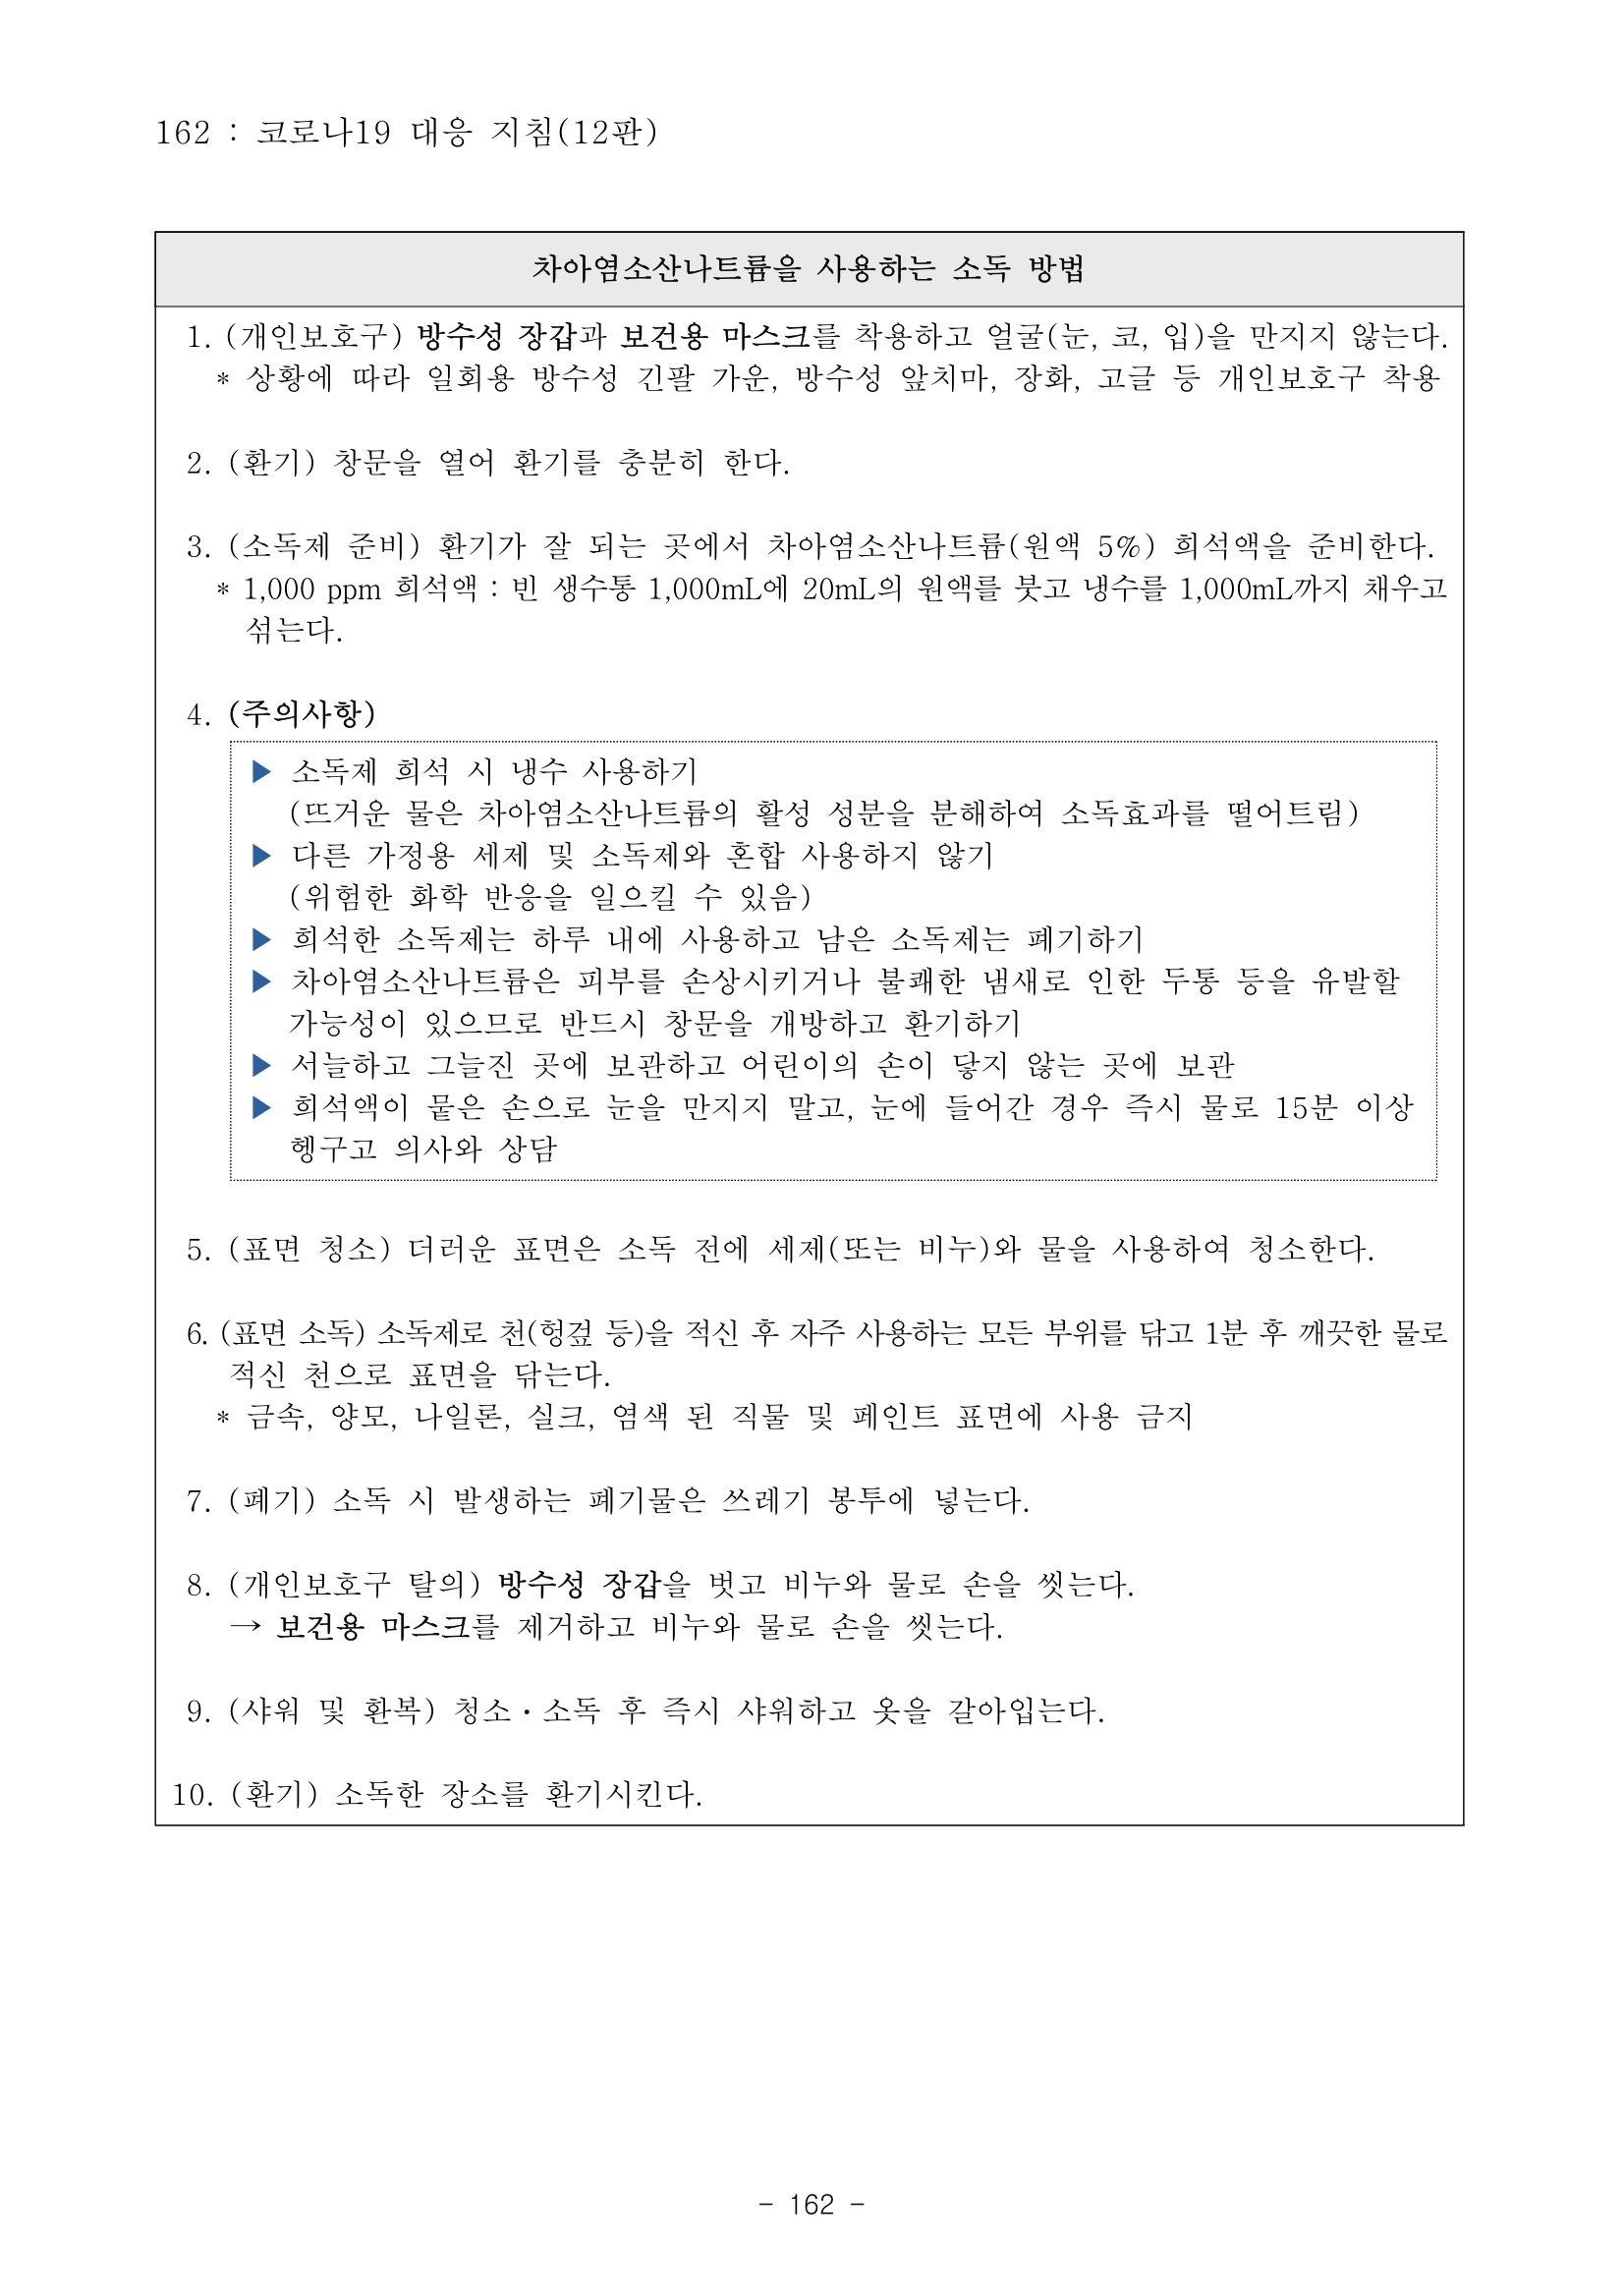 162 : 코로나19 대응 지침(12판)
차아염소산나트륨을 사용하는 소독 방법
1. (개인보호구) 방수성 장갑과 보건용 마스크를 착용하고 얼굴(눈, 코, 입)을 만지지 않는다.
* 상황에 따라 일회용 방수성 긴팔 가운, 방수성 앞치마, 장화, 고글 등 개인보호구 착용
2. (환기) 창문을 열어 환기를 충분히 한다.
3. (소독제 준비) 환기가 잘 되는 곳에서 차아염소산나트륨(원액 5%) 희석액을 준비한다.
* 1,000 ppm 희석액 : 빈 생수통 1,000mL에 20mL의 원액를 붓고 냉수를 1,000mL까지 채우고
섞는다.
4. (주의사항)
▶ 소독제 희석 시 냉수 사용하기
(뜨거운 물은 차아염소산나트륨의 활성 성분을 분해하여 소독효과를 떨어트림)
▶ 다른 가정용 세제 및 소독제와 혼합 사용하지 않기
(위험한 화학 반응을 일으킬 수 있음)
▶ 희석한 소독제는 하루 내에 사용하고 남은 소독제는 폐기하기
▶ 차아염소산나트륨은 피부를 손상시키거나 불쾌한 냄새로 인한 두통 등을 유발할
가능성이 있으므로 반드시 창문을 개방하고 환기하기
▶ 서늘하고 그늘진 곳에 보관하고 어린이의 손이 닿지 않는 곳에 보관
▶ 희석액이 뭍은 손으로 눈을 만지지 말고, 눈에 들어간 경우 즉시 물로 15분 이상
헹구고 의사와 상담
5. (표면 청소) 더러운 표면은 소독 전에 세제(또는 비누)와 물을 사용하여 청소한다.
6. (표면 소독) 소독제로 천(헝겊 등)을 적신 후 자주 사용하는 모든 부위를 닦고 1분 후 깨끗한 물로
적신 천으로 표면을 닦는다.
* 금속, 양모, 나일론, 실크, 염색 된 직물 및 페인트 표면에 사용 금지
7. (폐기) 소독 시 발생하는 폐기물은 쓰레기 봉투에 넣는다.
8. (개인보호구 탈의) 방수성 장갑을 벗고 비누와 물로 손을 씻는다.
→ 보건용 마스크를 제거하고 비누와 물로 손을 씻는다.
9. (샤워 및 환복) 청소·소독 후 즉시 샤워하고 옷을 갈아입는다.
10. (환기) 소독한 장소를 환기시킨다.
- 162 -